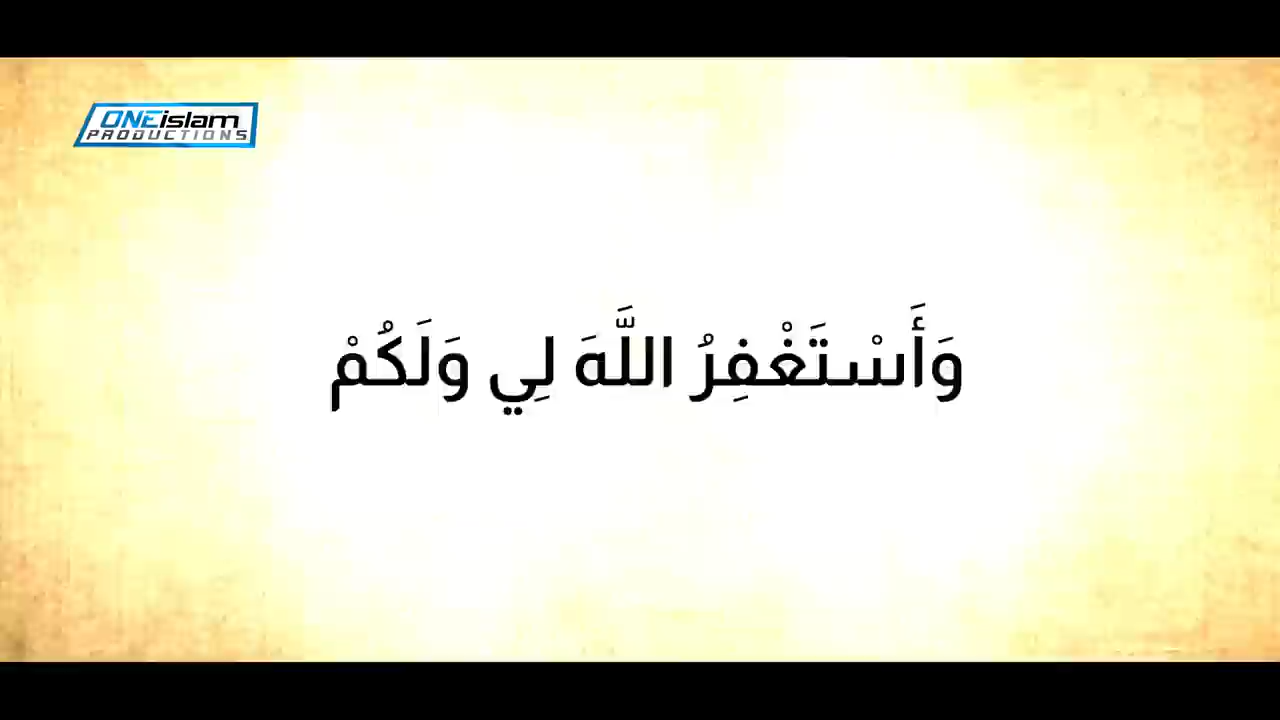 ONEislam
PRODUCTIONS
وَأَسْتَغْفِرُ اللَّهَ لِي وَلَكُمْ